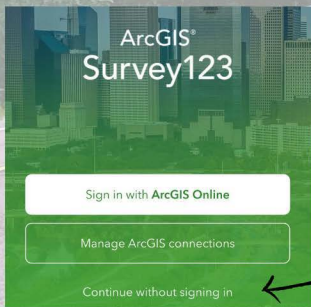 ArcGIS®
Survey123
Sign in with ArcGIS Online
Manage ArcGIS connections
Continue without signing in